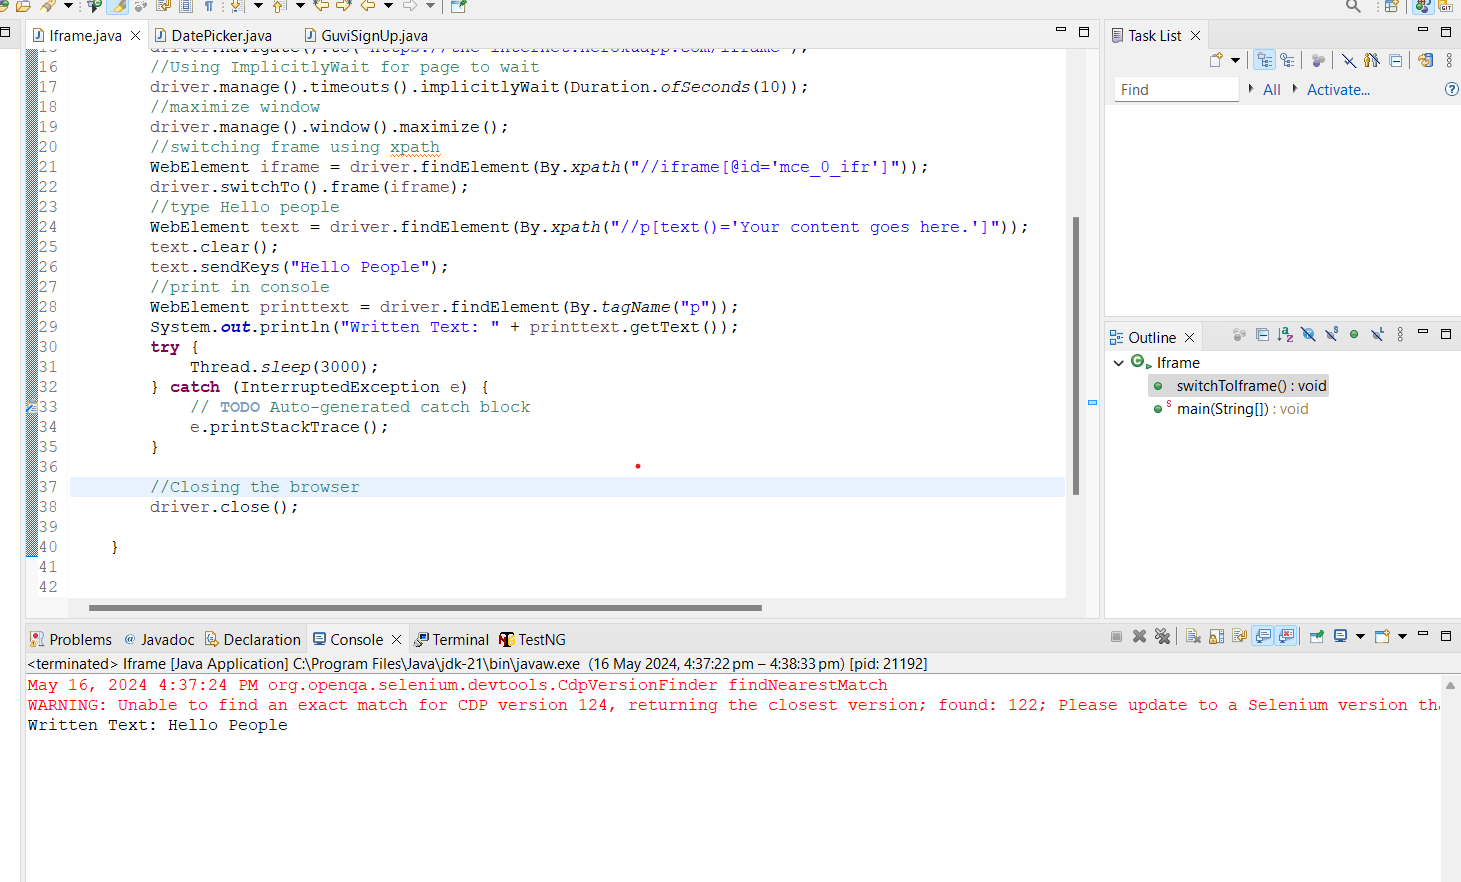 Iframe.java
DatePicker.java
GuviSignUp.java
16 //Using ImplicitlyWait for page to wait
17 driver.manage().timeouts().implicitlyWait(Duration.ofSeconds(10));
18 //maximize window
19 driver.manage().window().maximize();
20 //switching frame using xpath
21 WebElement iframe = driver.findElement(By.xpath("//iframe[@id='mce_0_ifr']"));
22 driver.switchTo().frame(iframe);
23 //type Hello people
24 WebElement text = driver.findElement(By.xpath("//p[text()='Your content goes here.']"));
25 text.clear();
26 text.sendKeys("Hello People");
27 //print in console
28 WebElement printtext = driver.findElement(By.tagName("p"));
29 System.out.println("Written Text: " + printtext.getText());
30 try {
31 Thread.sleep(3000);
32 } catch (InterruptedException e) {
33 // TODO Auto-generated catch block
34 e.printStackTrace();
35 }
36
37 //Closing the browser
38 driver.close();
39
40 }
41
42
Task List
Find
All
Activate...
Outline
Iframe
switchToIframe() : void
main(String[]) : void
Problems
Javadoc
Declaration
Console
Terminal
TestNG
<terminated> Iframe [Java Application] C:\Program Files\Java\jdk-21\bin\javaw.exe (16 May 2024, 4:37:22 pm – 4:38:33 pm) [pid: 21192]
May 16, 2024 4:37:24 PM org.openqa.selenium.devtools.CdpVersionFinder findNearestMatch
WARNING: Unable to find an exact match for CDP version 124, returning the closest version; found: 122; Please update to a Selenium version
Written Text: Hello People